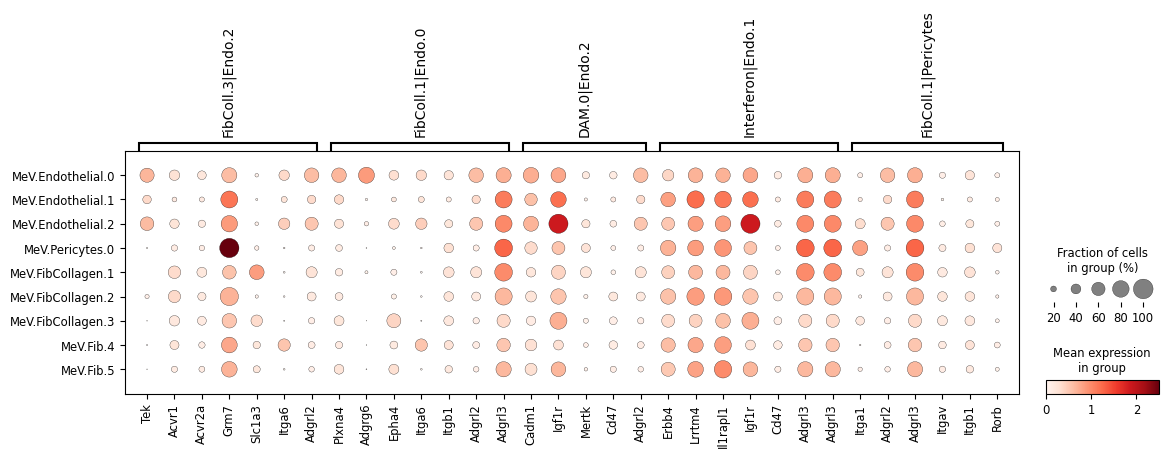 FibColl.3|Endo.2
FibColl.1|Endo.0
DAM.0|Endo.2
Interferon|Endo.1
FibColl.1|Pericytes
MeV.Endothelial.0
MeV.Endothelial.1
MeV.Endothelial.2
MeV.Pericytes.0
MeV.FibCollagen.1
MeV.FibCollagen.2
MeV.FibCollagen.3
MeV.Fib.4
MeV.Fib.5
Tek
Acvr1
Acvr2a
Grm7
Slc1a3
Itga6
Adgrl2
Plxna4
Adgrg6
Epha4
Itga6
Itgb1
Adgrl2
Adgrl3
Cadm1
Igf1r
Mertk
Cd47
Adgrl2
Erbb4
Lrrtm4
Il1rapl1
Igf1r
Cd47
Adgrl3
Adgrl3
Itga1
Adgrl2
Adgrl3
Itgav
Itgb1
Rorb
Fraction of cells
in group (%)
20 40 60 80 100
Mean expression
in group
0 1 2